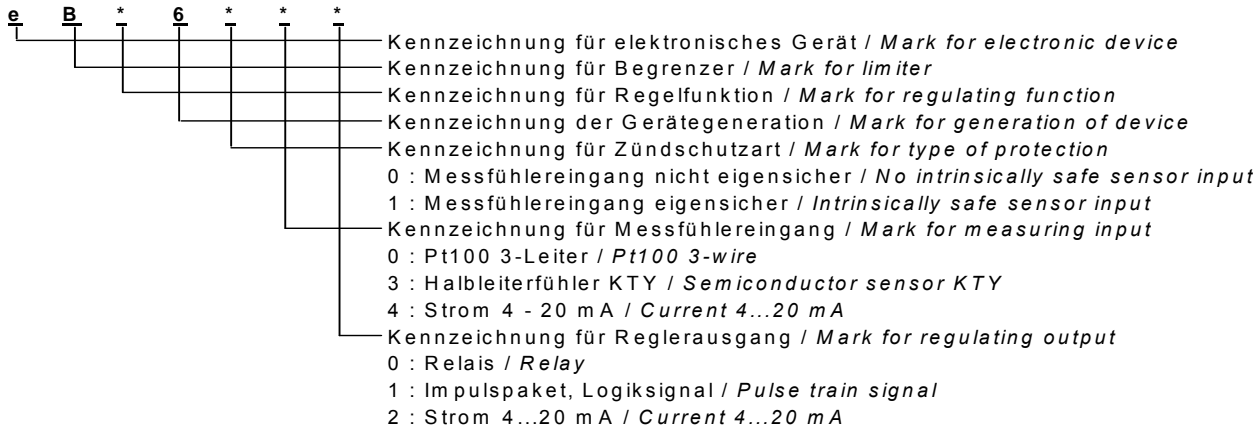 e B * 6 * * *
Kennzeichnung für elektronisches Gerät / Mark for electronic device
Kennzeichnung für Begrenzer / Mark for limiter
Kennzeichnung für Regelfunktion / Mark for regulating function
Kennzeichnung der Gerätegeneration / Mark for generation of device
Kennzeichnung für Zündschutzart / Mark for type of protection
0 : Messfühlereingang nicht eigensicher / No intrinsically safe sensor input
1 : Messfühlereingang eigensicher / Intrinsically safe sensor input
Kennzeichnung für Messfühlereingang / Mark for measuring input
0 : Pt100 3-Leiter / Pt100 3-wire
3 : Halbleiterfühler KTY / Semiconductor sensor KTY
4 : Strom 4 - 20 mA / Current 4...20 mA
Kennzeichnung für Reglerausgang / Mark for regulating output
0 : Relais / Relay
1 : Impulspaket, Logiksignal / Pulse train signal
2 : Strom 4...20 mA / Current 4...20 mA